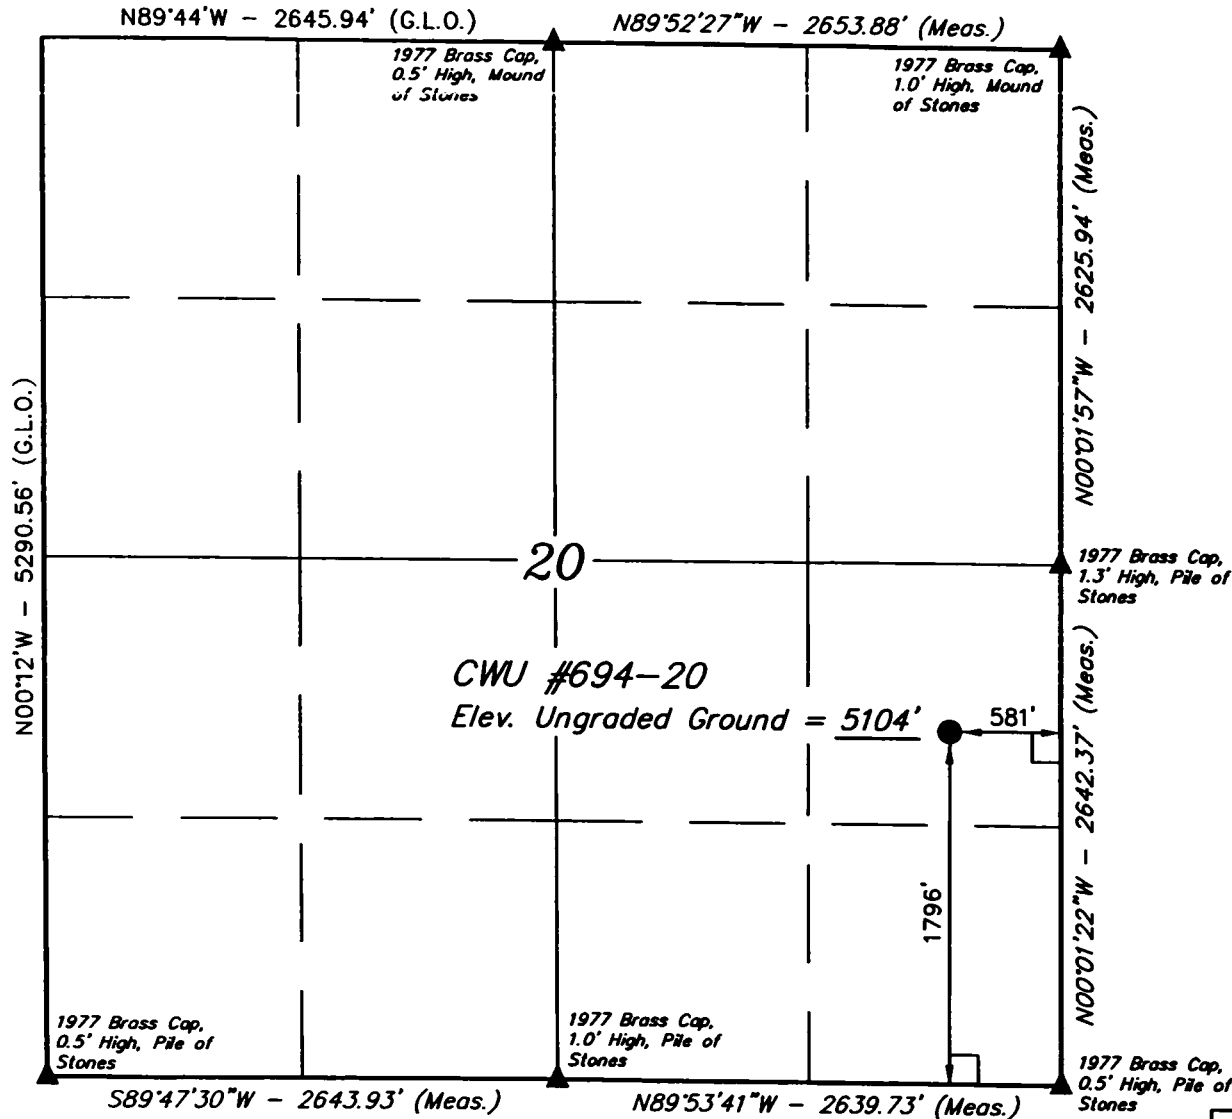 N89°44'W - 2645.94' (G.L.O.)
N89°52'27"W - 2653.88' (Meas.)
1977 Brass Cap,
0.5' High, Mound
of Stones
1977 Brass Cap,
1.0' High, Mound
of Stones
N00°01'57"W - 2625.94' (Meas.)
N00°12'W - 5290.56' (G.L.O.)
20
1977 Brass Cap,
1.3' High, Pile of
Stones
CWU #694-20
Elev. Ungraded Ground = 5104'
581'
N00°01'22"W - 2642.37' (Meas.)
1796'
1977 Brass Cap,
0.5' High, Pile of
Stones
1977 Brass Cap,
1.0' High, Pile of
Stones
1977 Brass Cap,
0.5' High, Pile of
Stones
S89°47'30"W - 2643.93' (Meas.)
N89°53'41"W - 2639.73' (Meas.)